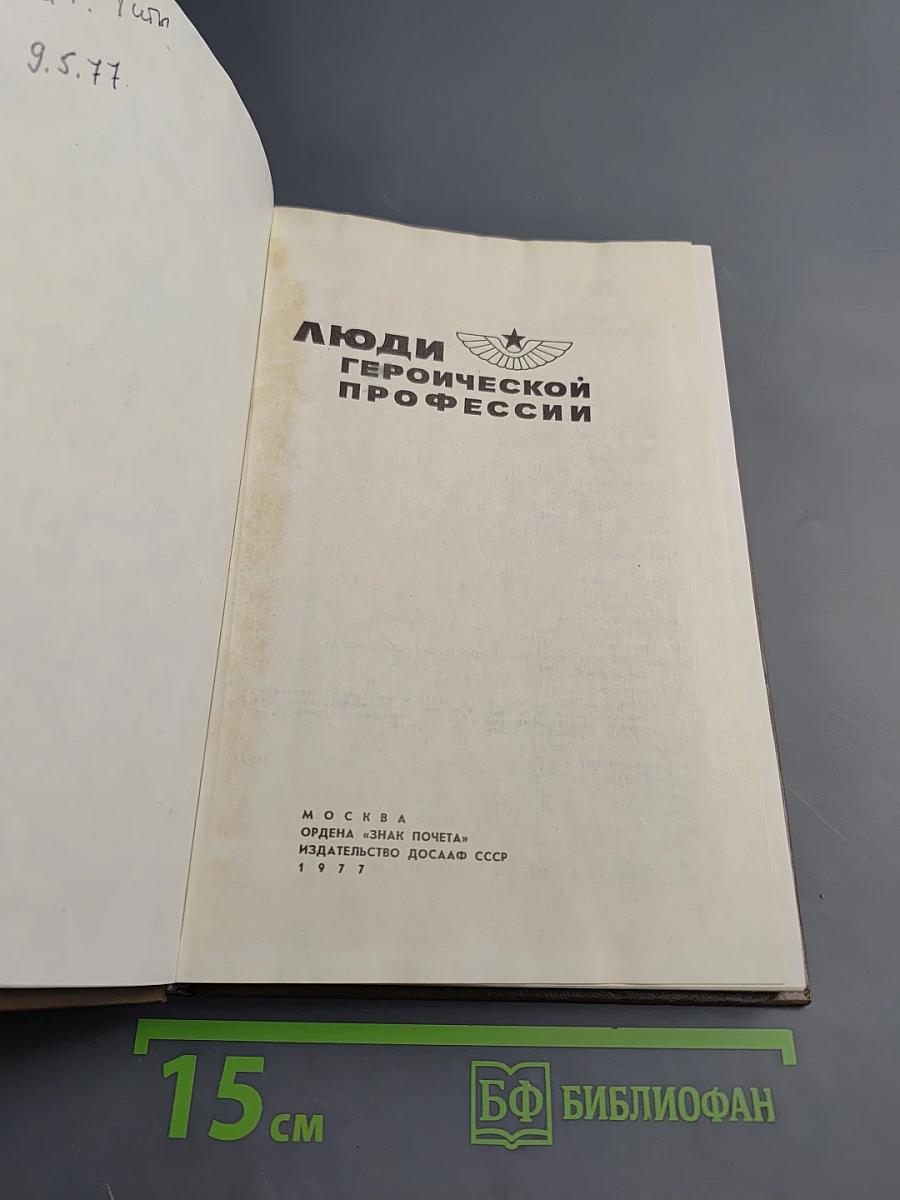 9.5.77.
ЛЮДИ
ГЕРОИЧЕСКОЙ
ПРОФЕССИИ
МОСКВА
ОРДЕНА «ЗНАК ПОЧЕТА»
ИЗДАТЕЛЬСТВО ДОСААФ СССР
1977
15 см
БФ БИБЛИОФАН